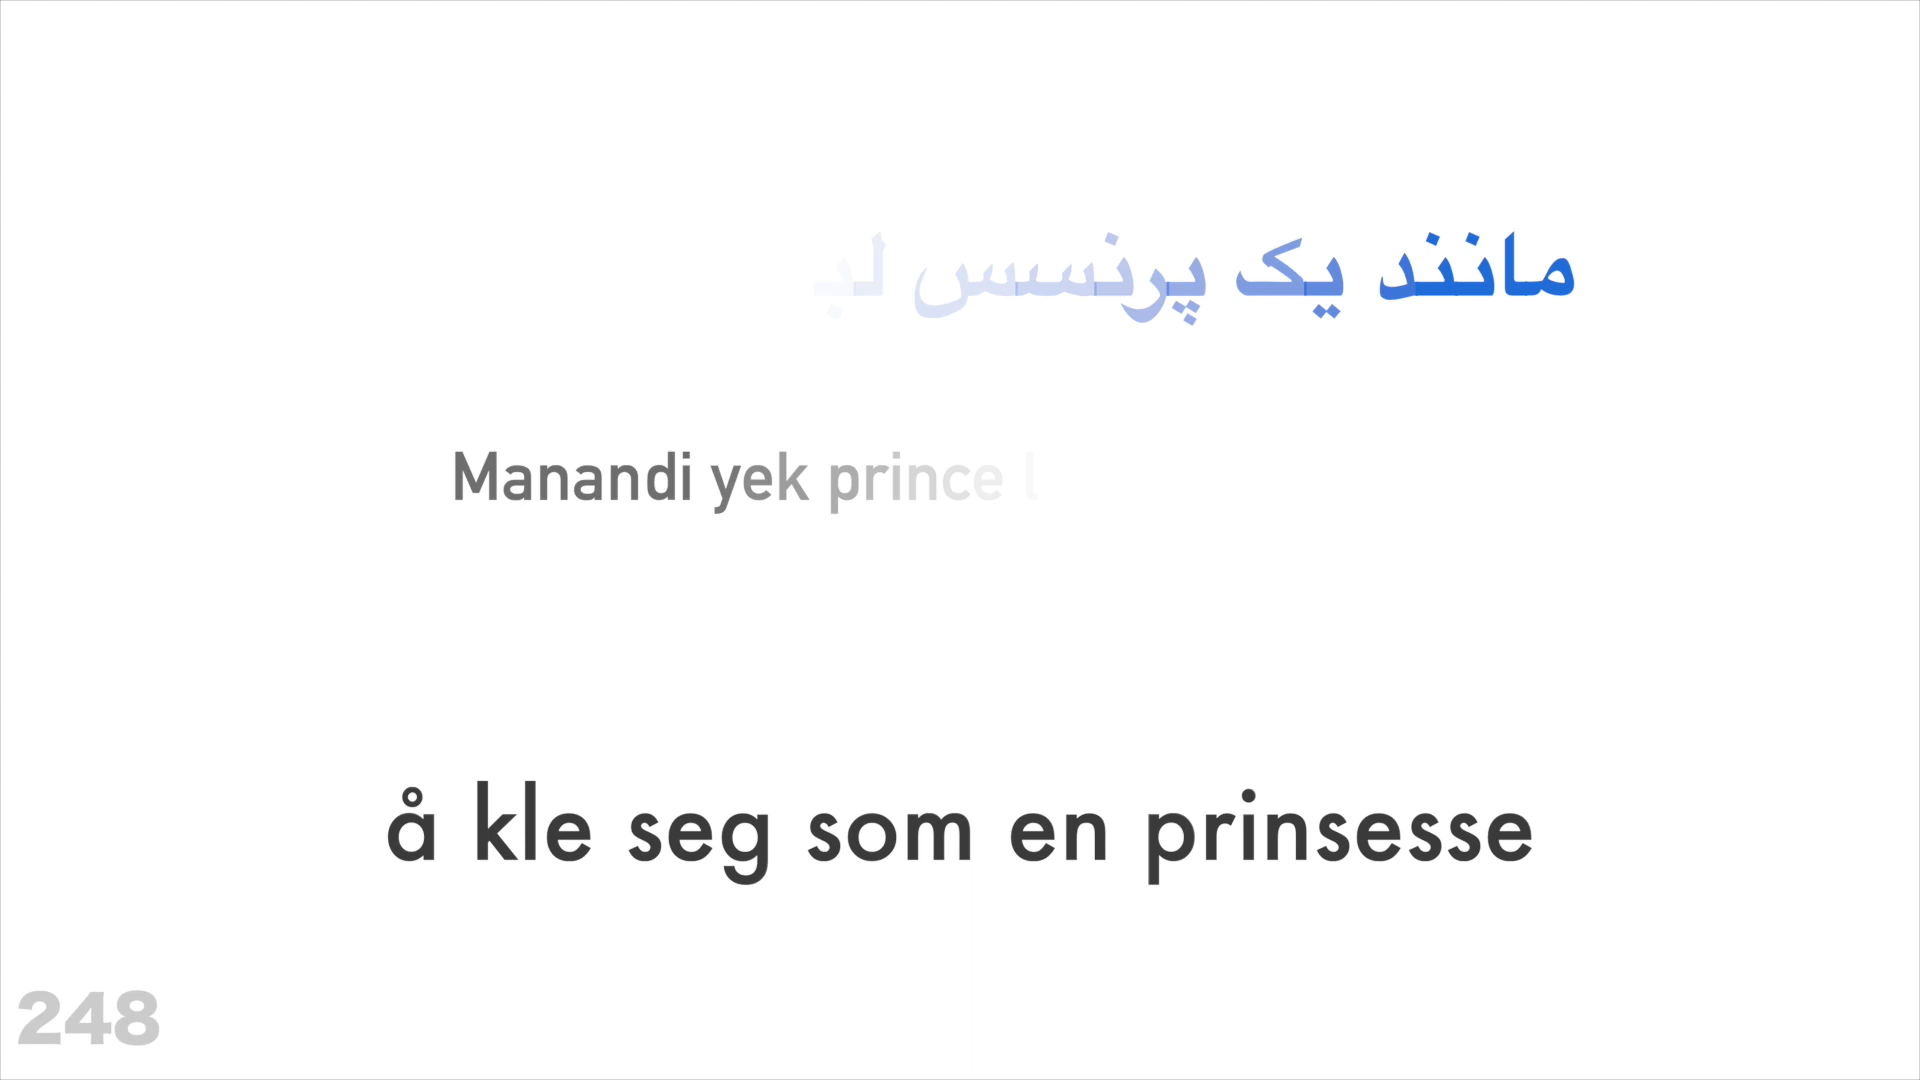 مانند یک پرنسس
Manandi yek prince l
å kle seg som en prinsesse
248